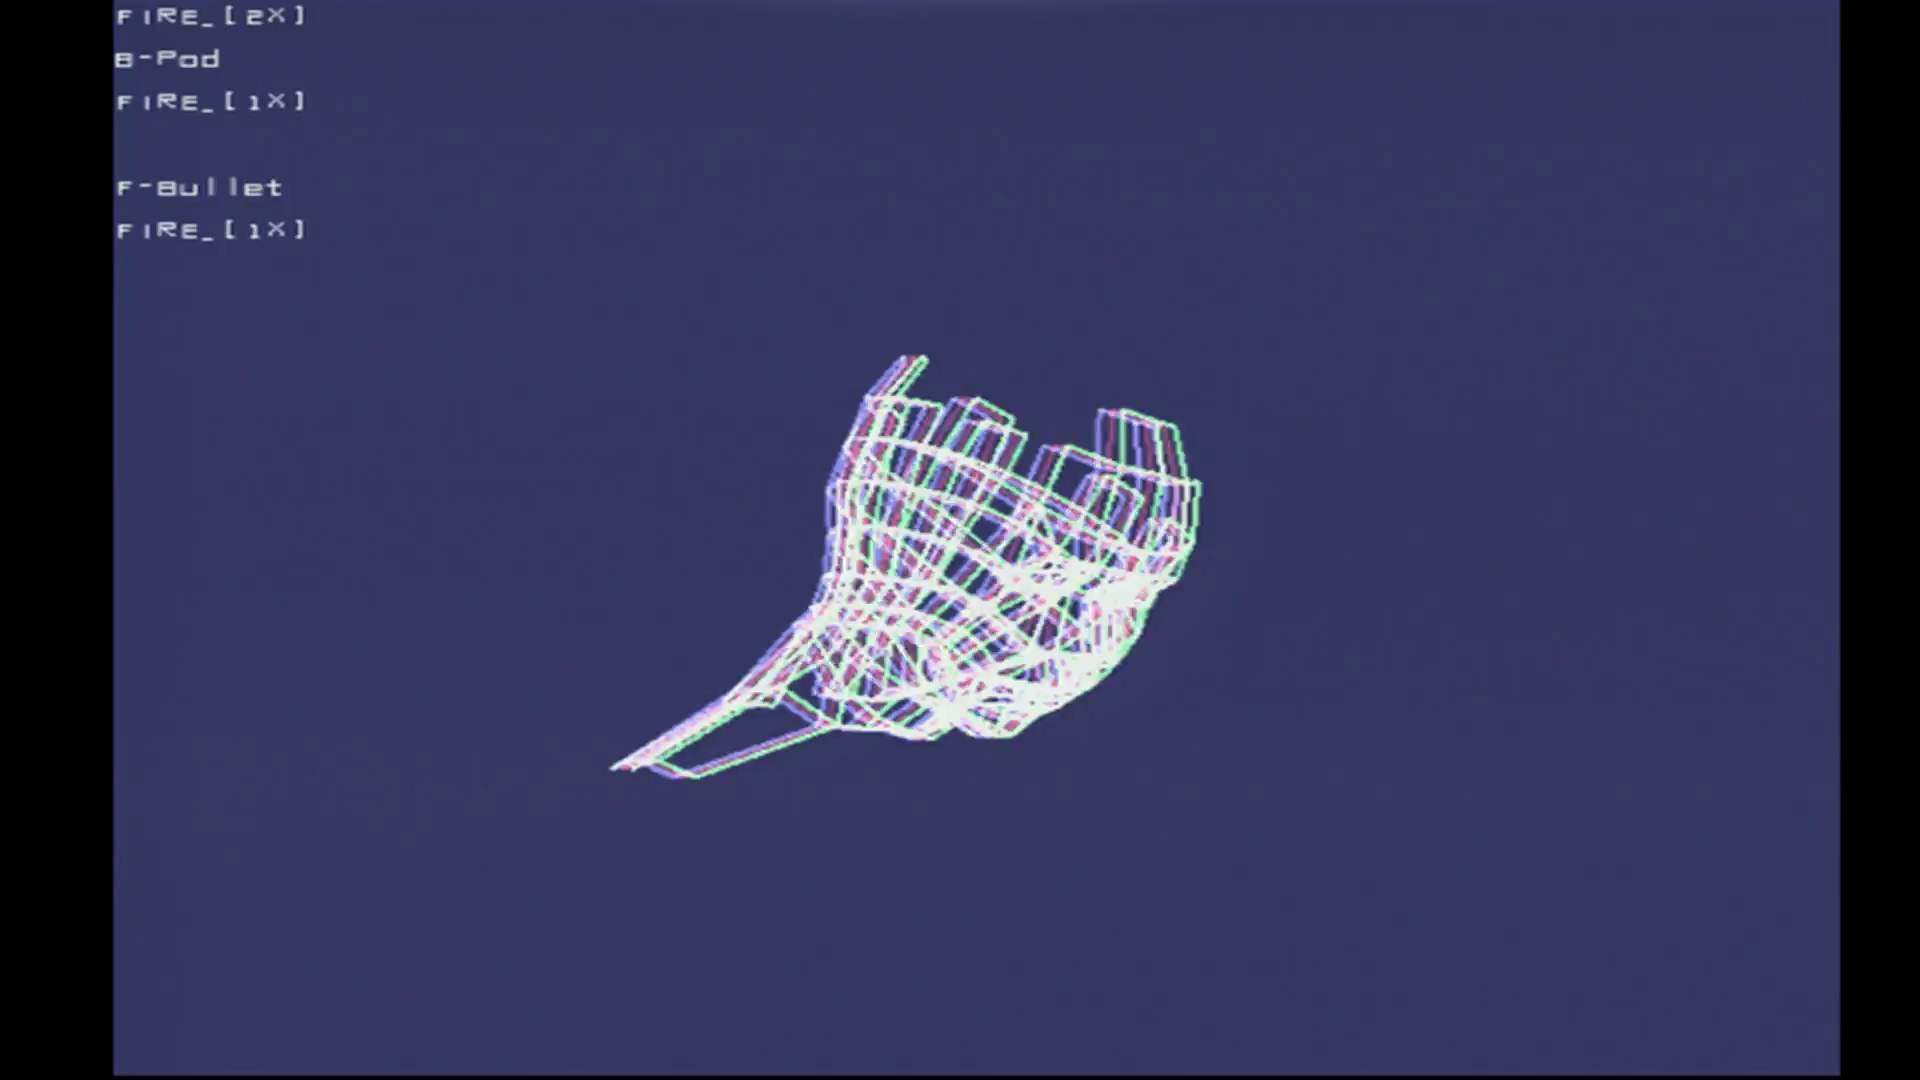 FIRE_[2X]
B-Pod
FIRE_[1X]
F-Bullet
FIRE_[1X]